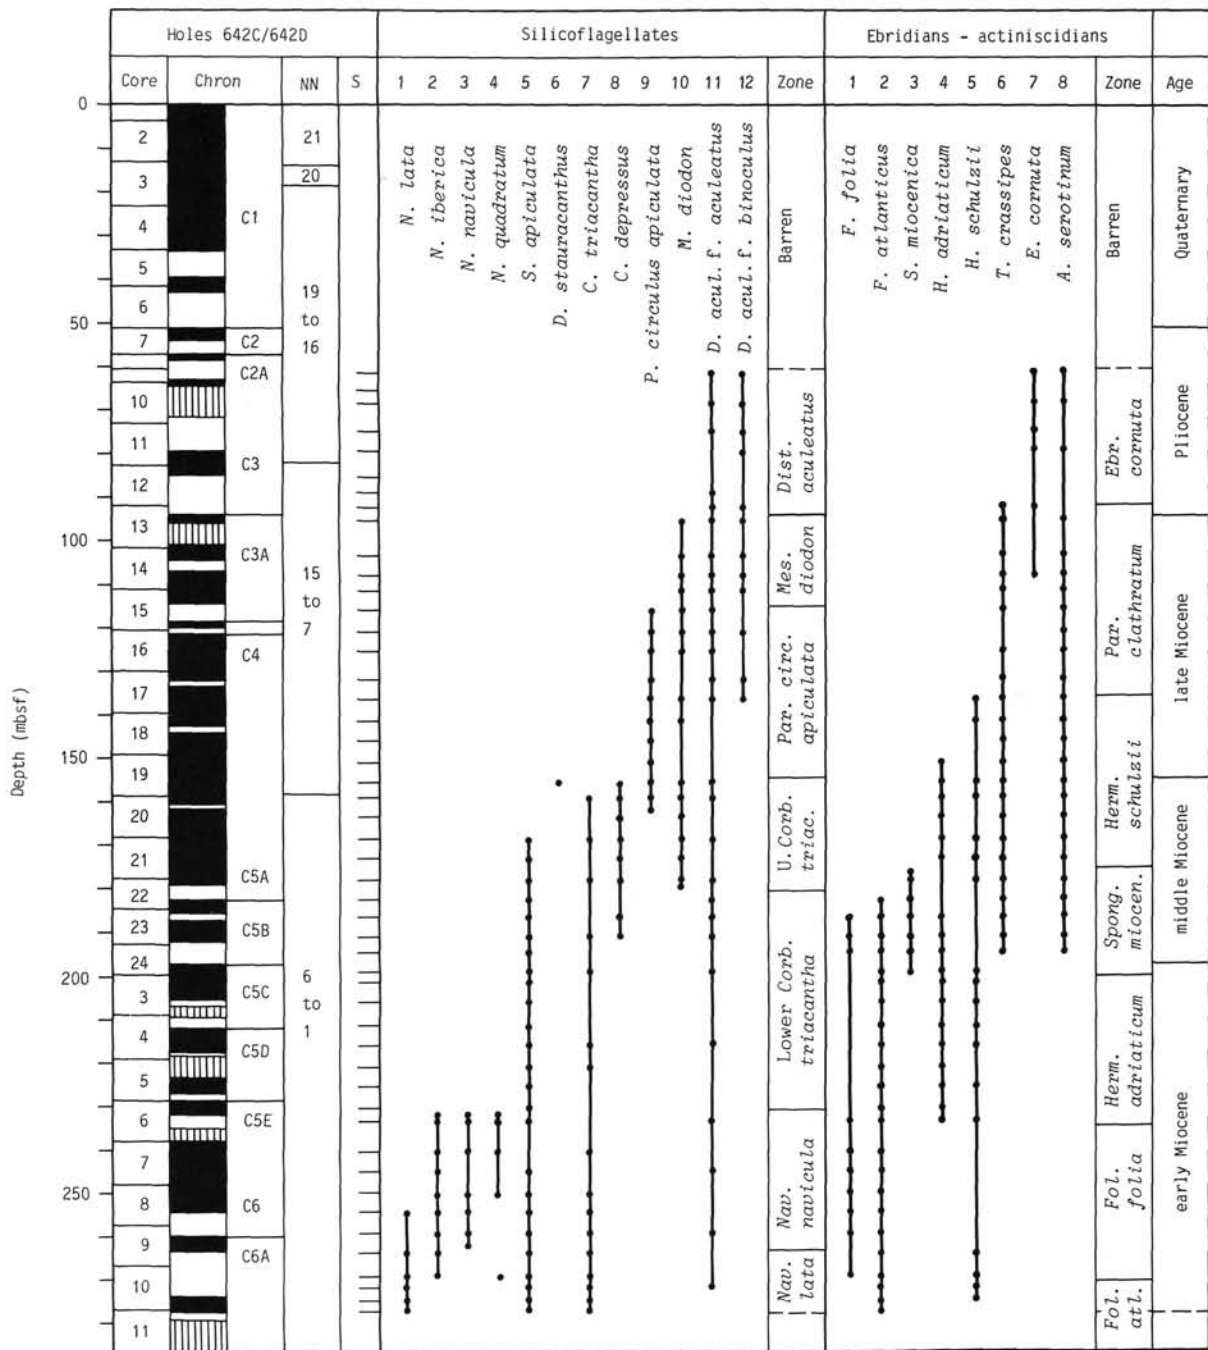 Holes 642C/642D
Silicoflagellates
Ebridians - actiniscidians
Core
Chron
NN
S
1 2 3 4 5 6 7 8 9 10 11 12
Zone
1 2 3 4 5 6 7 8
Zone
Age
Depth (mbsf)
0
50
100
150
200
250
2
3
4
5
6
7
10
11
12
13
14
15
16
17
18
19
20
21
22
23
24
3
4
5
6
7
8
9
10
11
C1
C2
C2A
C3
C3A
C4
C5A
C5B
C5C
C5D
C5E
C6
C6A
21
20
19
to
16
15
to
7
6
to
1
N. lata
N. iberica
N. navicula
N. quadratum
S. apiculata
D. stauracanthus
C. triacantha
C. depressus
P. circulus apiculata
M. diodon
D. acul.f. aculeatus
D. acul.f. binoculus
Barren
Dist.
aculeatus
Mes.
diodon
Par. circ.
apiculata
U.Corb.
triac.
Lower Corb.
triacantha
Nav.
navicula
Nav.
lata
F. folia
F. atlanticus
S. miocenica
H. adriaticum
H. schulzii
T. crassipes
E. cornuta
A. serotinum
Barren
Ebr.
cornuta
Par.
clathratum
Herm.
schulzii
Spong.
miocen.
Herm.
adriaticum
Fol.
folia
Fol.
atl.
Quaternary
Pliocene
late Miocene
middle Miocene
early Miocene